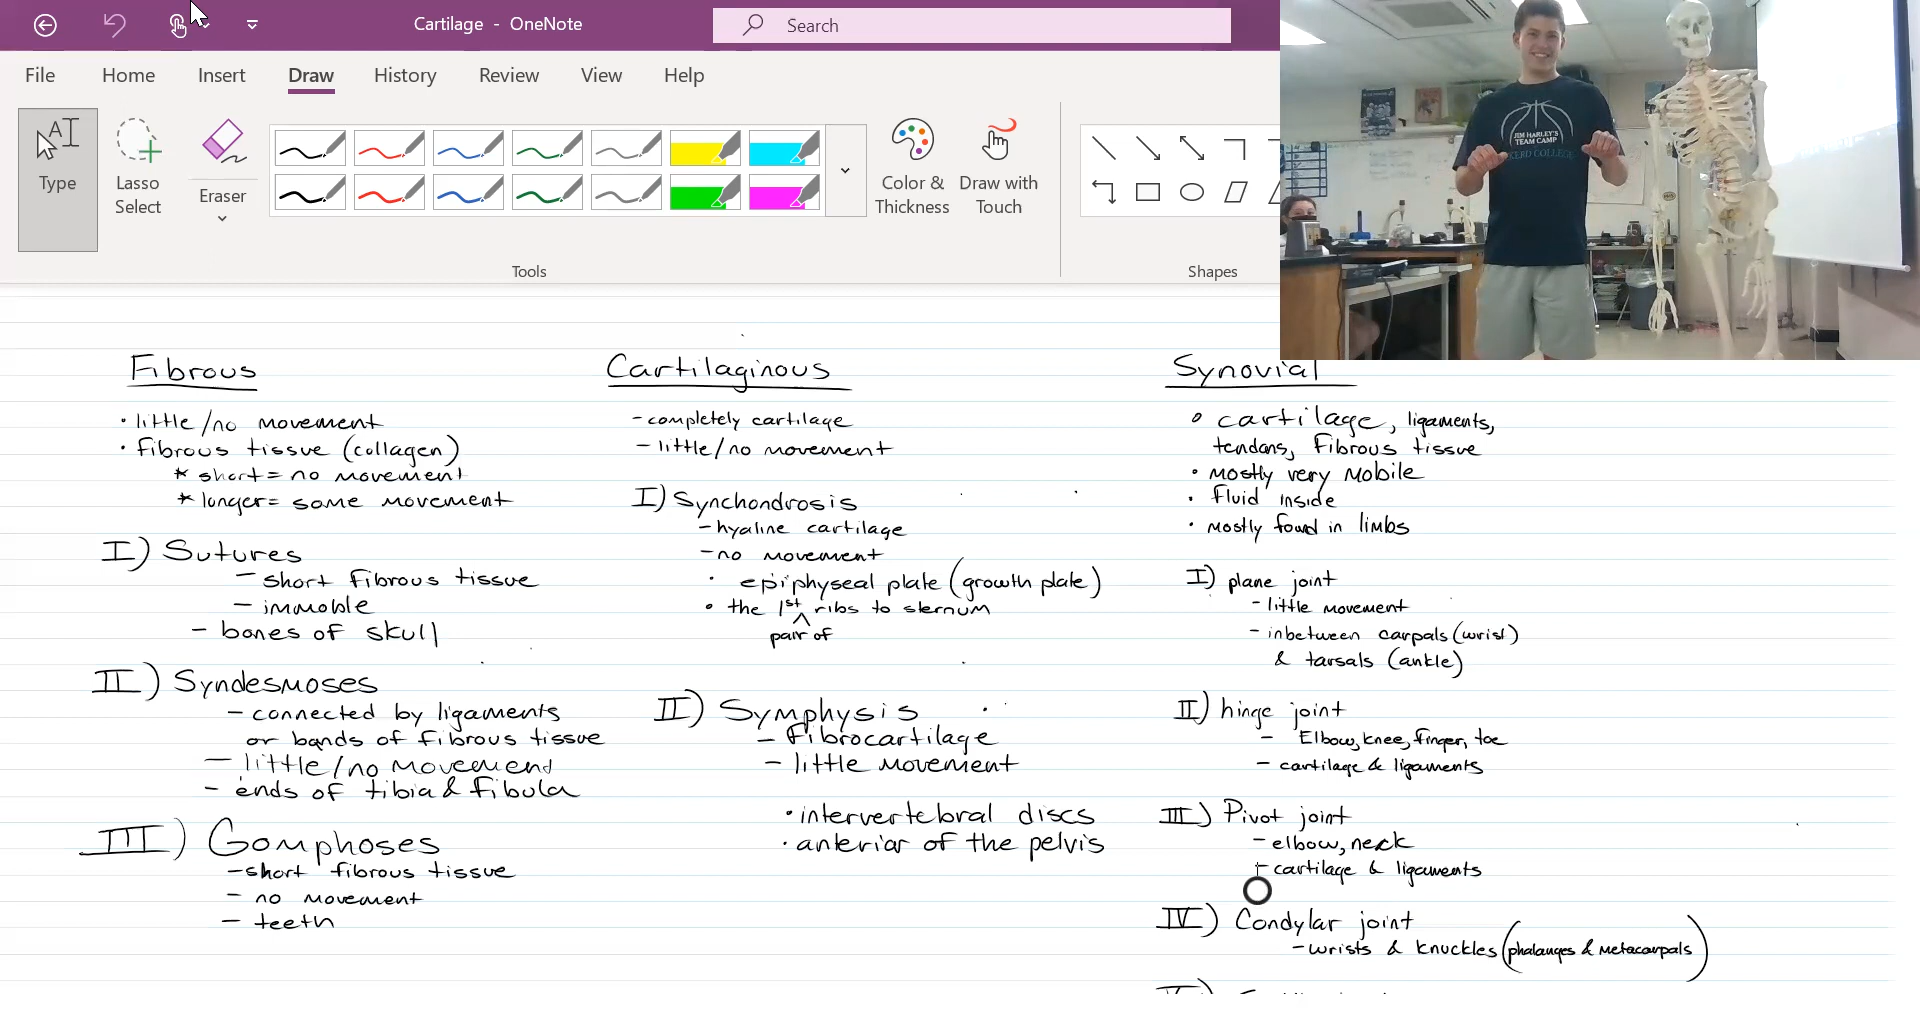 Cartilage - OneNote
Search
File Home Insert Draw History Review View Help
Type
Lasso Select
Eraser
Color & Thickness
Draw with Touch
Tools
Shapes
JIM HARLEY'S
TEAM CAMP
KERD COLLEGE
Fibrous
• little/no movement
• Fibrous tissue (collagen)
* short = no movement
* longer = some movement
I) Sutures
- short fibrous tissue
- immoble
- bones of skull
II) Syndesmoses
- connected by ligaments
or bands of fibrous tissue
- little/no movement
- ends of tibia & fibula
III) Gomphoses
- short fibrous tissue
- no movement
- teeth
Cartilaginous
- completely cartilage
- little/no movement
I) Synchondrosis
- hyaline cartilage
- no movement
• epiphyseal plate (growth plate)
• the 1st ^ ribs to sternum
pair of
II) Symphysis
- fibrocartilage
- little movement
• intervertebral discs
• anterior of the pelvis
Synovial
• cartilage, ligaments,
tendons, Fibrous tissue
• mostly very mobile
• Fluid inside
• mostly found in limbs
I) plane joint
- little movement
- inbetween carpals (wrist)
& tarsals (ankle)
II) hinge joint
- Elbow, knee, finger, toe
- cartilage & ligaments
III) Pivot joint
- elbow, neck
- cartilage & ligaments
IV) Condylar joint
- wrists & knuckles (phalanges & metacarpals)